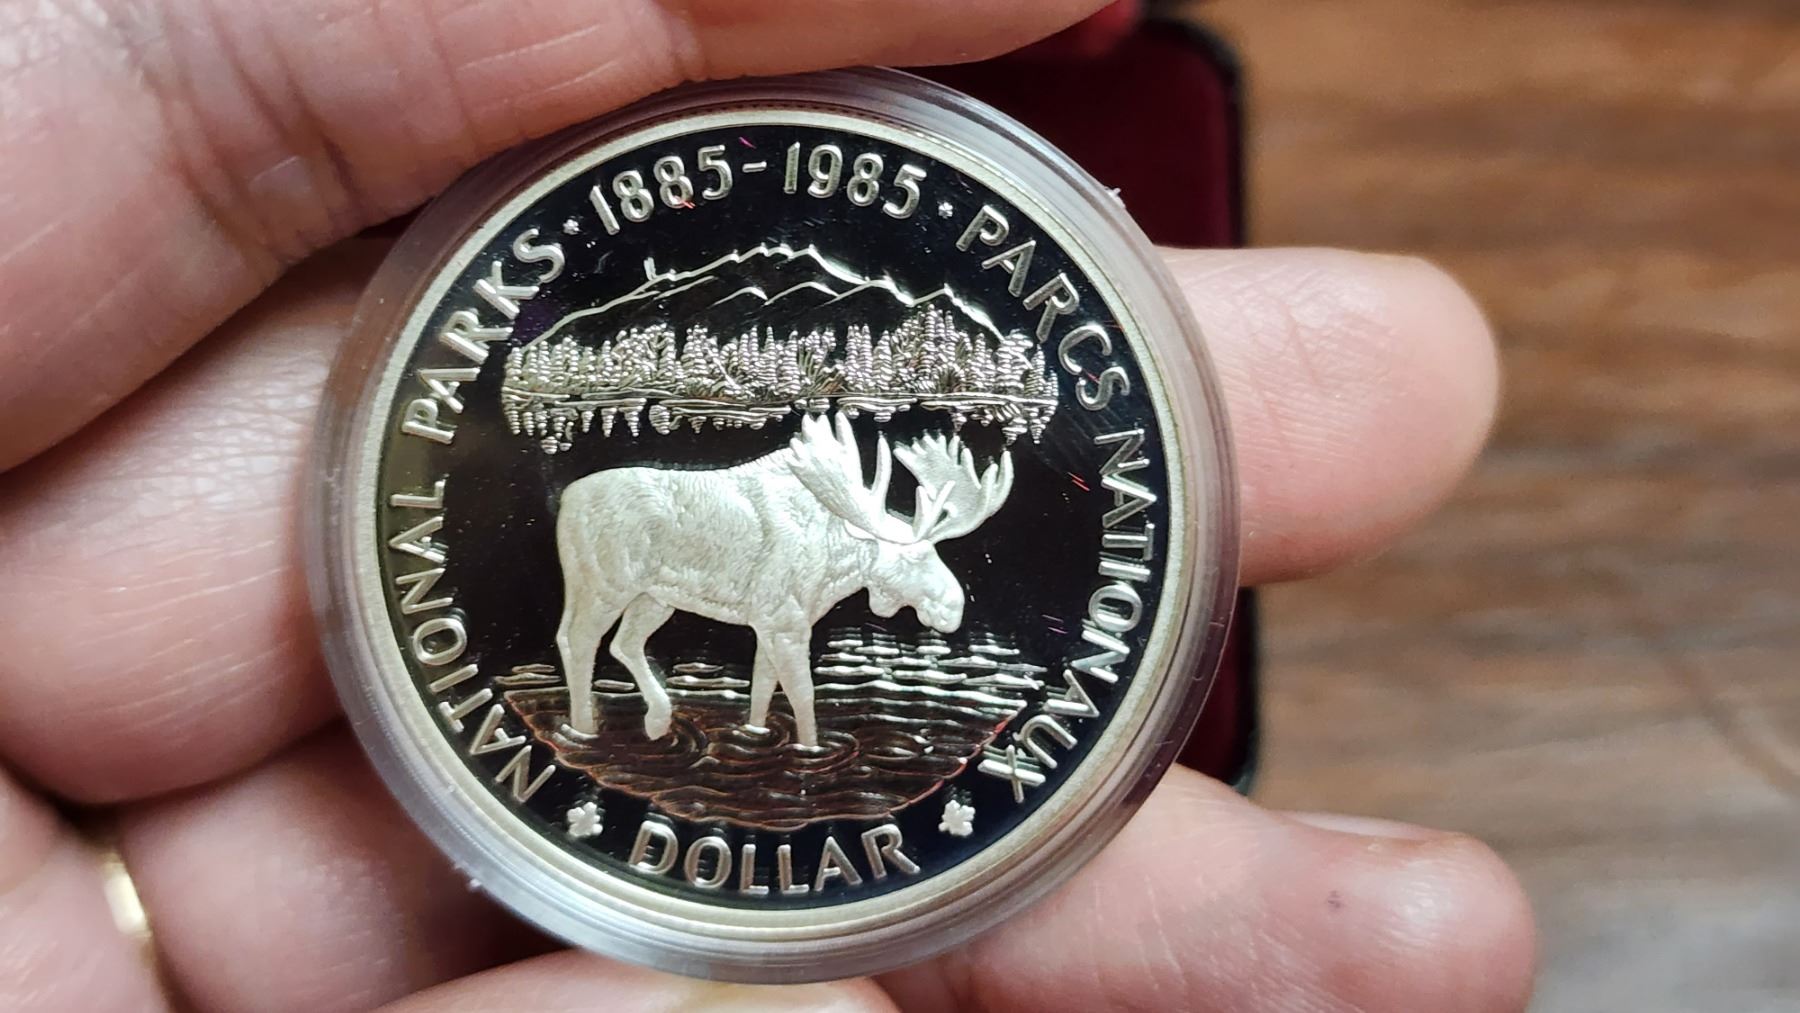 NATIONAL PARKS · 1885-1985 · PARCS NATIONAUX
DOLLAR